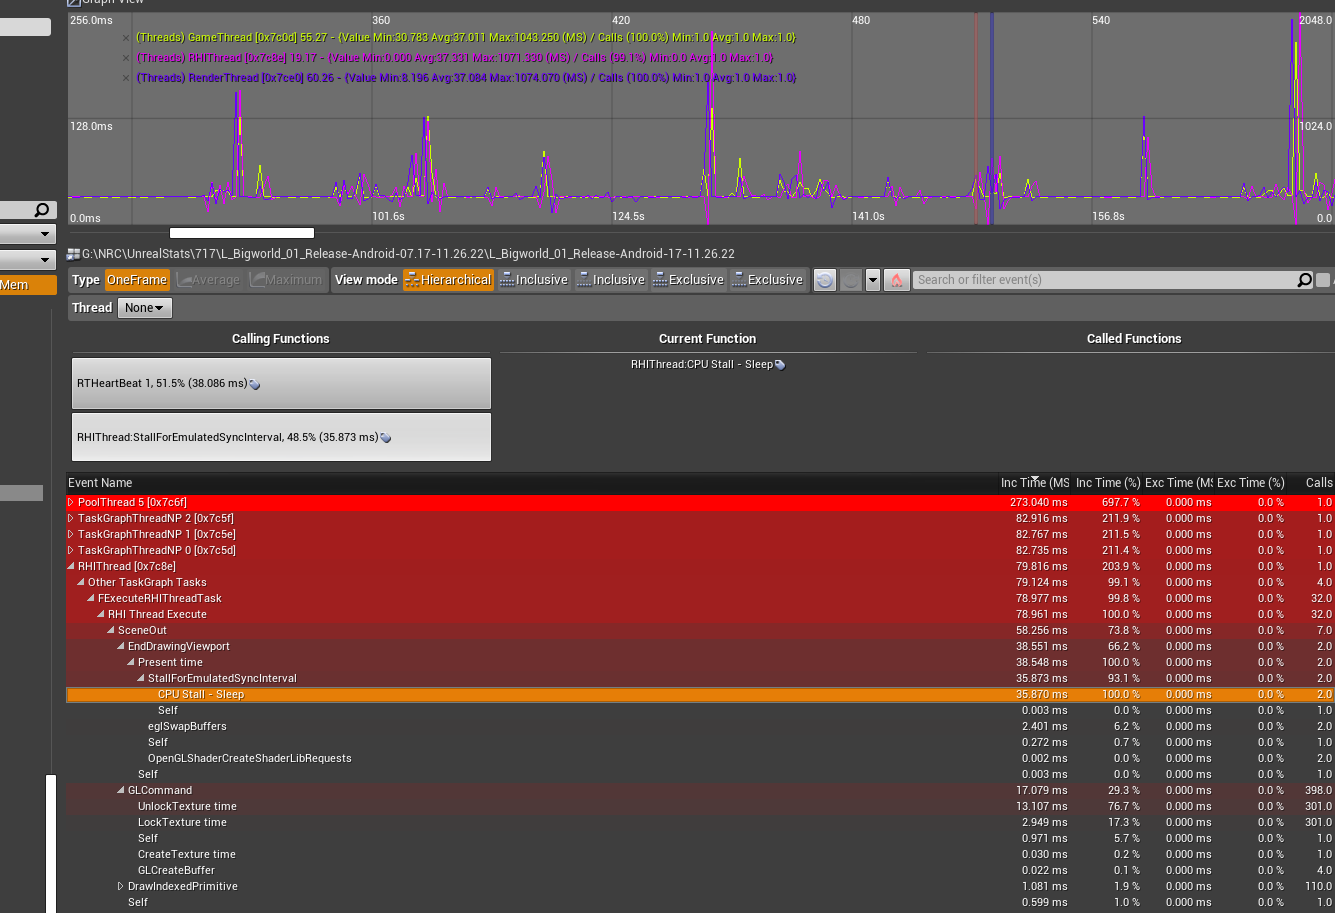 Graph View
256.0ms 360 420 480 540 2048.0
(Threads) GameThread [0x7c0d] 55.27 - {Value Min:30.783 Avg:37.011 Max:1043.250 (MS) / Calls (100.0%) Min:1.0 Avg:1.0 Max:1.0}
(Threads) RHIThread [0x7c8e] 19.17 - {Value Min:0.000 Avg:37.331 Max:1071.330 (MS) / Calls (99.1%) Min:0.0 Avg:1.0 Max:1.0}
(Threads) RenderThread [0x7ce0] 60.26 - {Value Min:8.196 Avg:37.084 Max:1074.070 (MS) / Calls (100.0%) Min:1.0 Avg:1.0 Max:1.0}
128.0ms 1024.0
0.0ms 101.6s 124.5s 141.0s 156.8s 0.0
G:\NRC\UnrealStats\717\L_Bigworld_01_Release-Android-07.17-11.26.22\L_Bigworld_01_Release-Android-17-11.26.22
Mem
Type OneFrame Average Maximum View mode Hierarchical Inclusive Inclusive Exclusive Exclusive Search or filter event(s)
Thread None
Calling Functions Current Function Called Functions
RHIThread:CPU Stall - Sleep
RTHeartBeat 1, 51.5% (38.086 ms)
RHIThread:StallForEmulatedSyncInterval, 48.5% (35.873 ms)
Event Name Inc Time (MS Inc Time (%) Exc Time (MS Exc Time (%) Calls
PoolThread 5 [0x7c6f] 273.040 ms 697.7 % 0.000 ms 0.0 % 1.0
TaskGraphThreadNP 2 [0x7c5f] 82.916 ms 211.9 % 0.000 ms 0.0 % 1.0
TaskGraphThreadNP 1 [0x7c5e] 82.767 ms 211.5 % 0.000 ms 0.0 % 1.0
TaskGraphThreadNP 0 [0x7c5d] 82.735 ms 211.4 % 0.000 ms 0.0 % 1.0
RHIThread [0x7c8e] 79.816 ms 203.9 % 0.000 ms 0.0 % 1.0
Other TaskGraph Tasks 79.124 ms 99.1 % 0.000 ms 0.0 % 4.0
FExecuteRHIThreadTask 78.977 ms 99.8 % 0.000 ms 0.0 % 32.0
RHI Thread Execute 78.961 ms 100.0 % 0.000 ms 0.0 % 32.0
SceneOut 58.256 ms 73.8 % 0.000 ms 0.0 % 7.0
EndDrawingViewport 38.551 ms 66.2 % 0.000 ms 0.0 % 2.0
Present time 38.548 ms 100.0 % 0.000 ms 0.0 % 2.0
StallForEmulatedSyncInterval 35.873 ms 93.1 % 0.000 ms 0.0 % 2.0
CPU Stall - Sleep 35.870 ms 100.0 % 0.000 ms 0.0 % 2.0
Self 0.003 ms 0.0 % 0.000 ms 0.0 % 1.0
eglSwapBuffers 2.401 ms 6.2 % 0.000 ms 0.0 % 2.0
Self 0.272 ms 0.7 % 0.000 ms 0.0 % 1.0
OpenGLShaderCreateShaderLibRequests 0.002 ms 0.0 % 0.000 ms 0.0 % 2.0
Self 0.003 ms 0.0 % 0.000 ms 0.0 % 1.0
GLCommand 17.079 ms 29.3 % 0.000 ms 0.0 % 398.0
UnlockTexture time 13.107 ms 76.7 % 0.000 ms 0.0 % 301.0
LockTexture time 2.949 ms 17.3 % 0.000 ms 0.0 % 301.0
Self 0.971 ms 5.7 % 0.000 ms 0.0 % 1.0
CreateTexture time 0.030 ms 0.2 % 0.000 ms 0.0 % 1.0
GLCreateBuffer 0.022 ms 0.1 % 0.000 ms 0.0 % 4.0
DrawIndexedPrimitive 1.081 ms 1.9 % 0.000 ms 0.0 % 110.0
Self 0.599 ms 1.0 % 0.000 ms 0.0 % 1.0